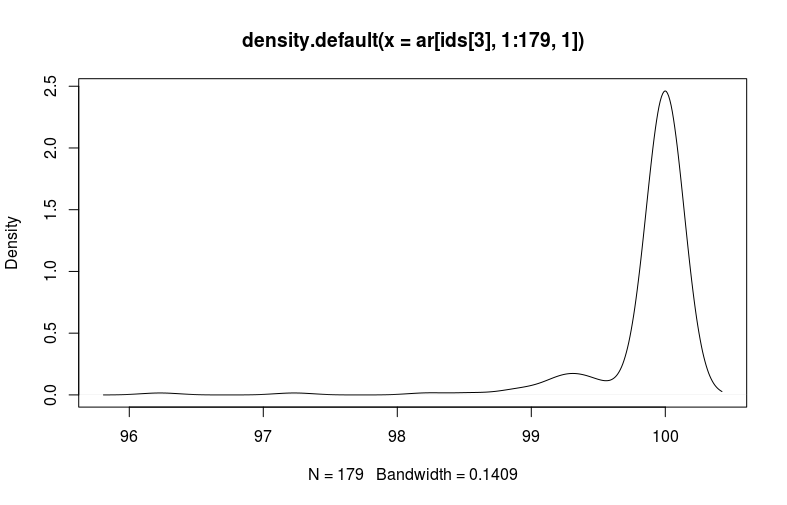 density.default(x = ar[ids[3], 1:179, 1])
Density
2.5
2.0
1.5
1.0
0.5
0.0
96 97 98 99 100
N = 179 Bandwidth = 0.1409